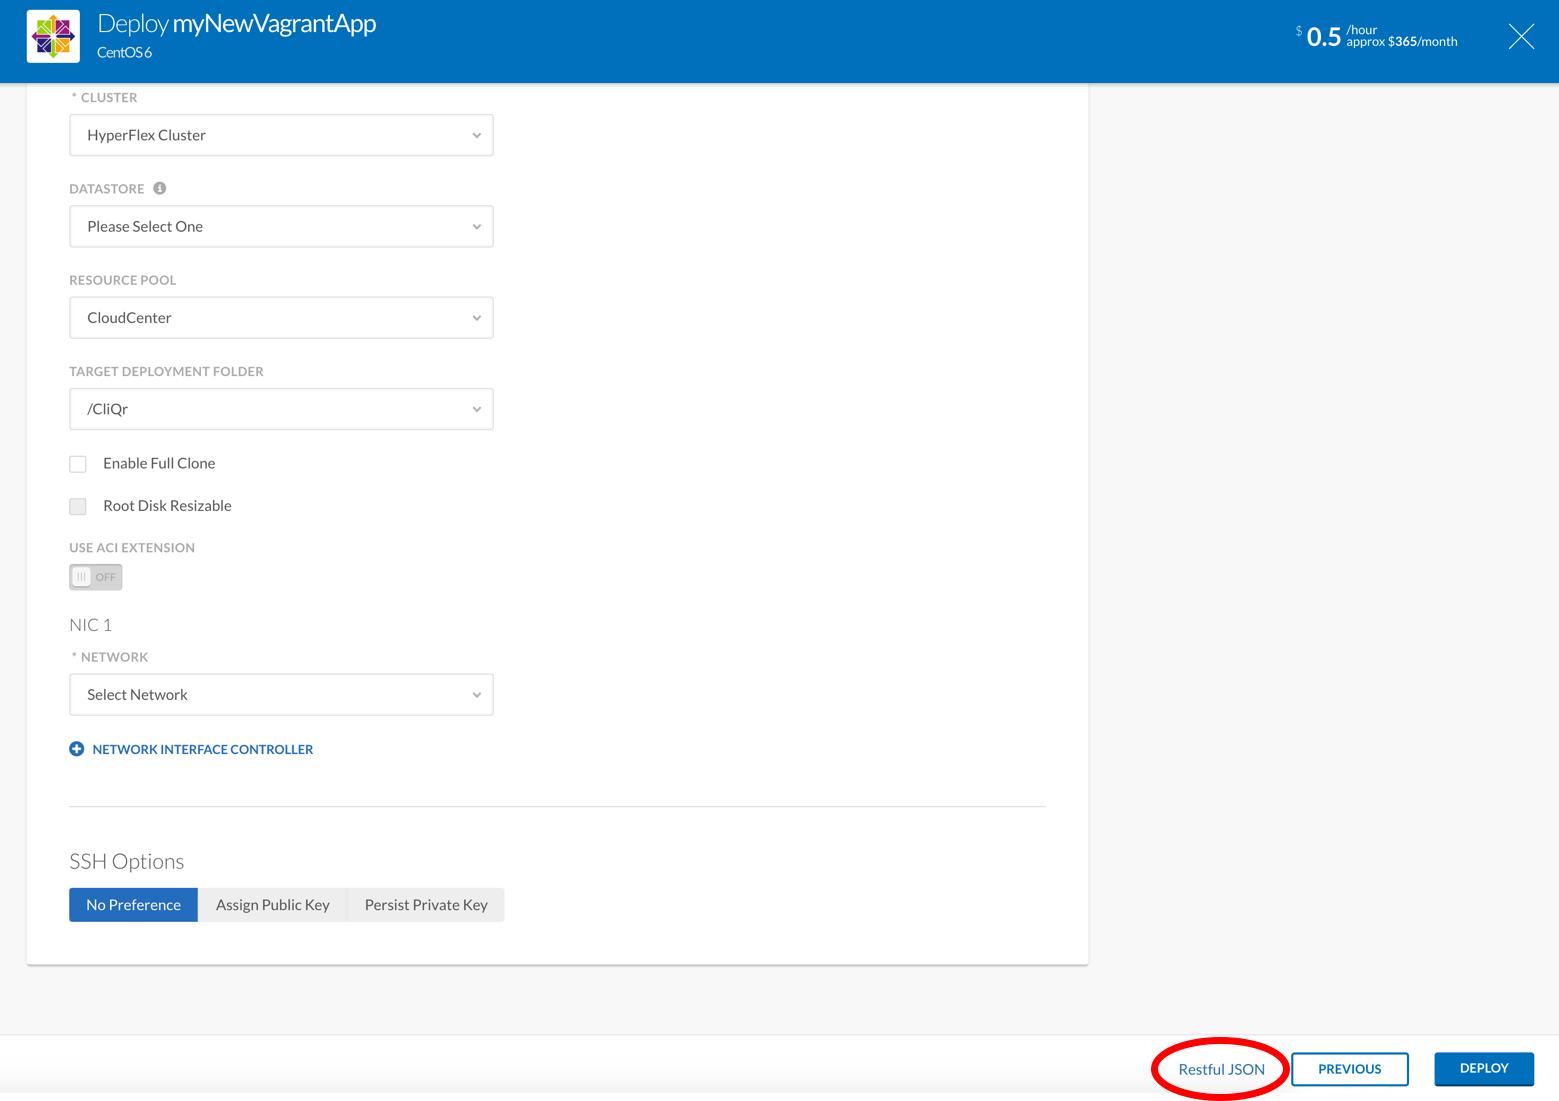 Deploy myNewVagrantApp
CentOS 6
$ 0.5 /hour
approx $365/month
* CLUSTER
HyperFlex Cluster
DATASTORE
Please Select One
RESOURCE POOL
CloudCenter
TARGET DEPLOYMENT FOLDER
/CliQr
Enable Full Clone
Root Disk Resizable
USE ACI EXTENSION
OFF
NIC 1
* NETWORK
Select Network
NETWORK INTERFACE CONTROLLER
SSH Options
No Preference Assign Public Key Persist Private Key
Restful JSON PREVIOUS DEPLOY